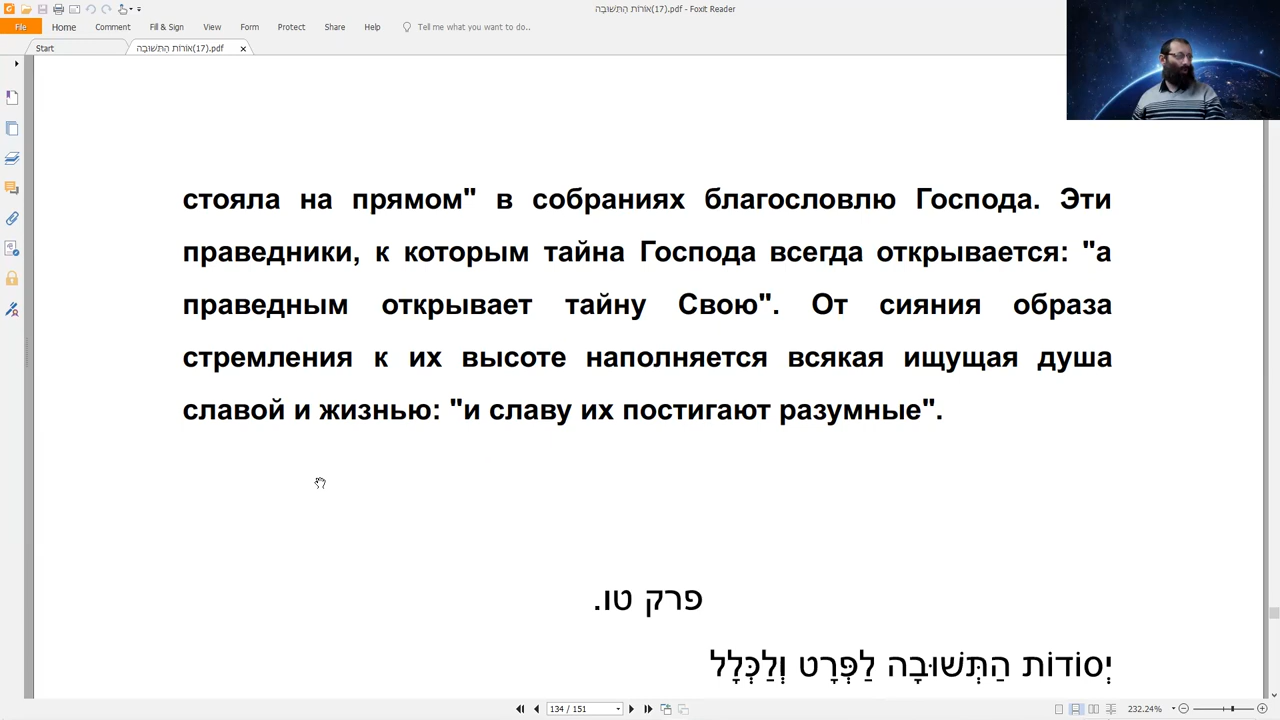 אורות התשובה(17).pdf - Foxit Reader
File Home Comment Fill & Sign View Form Protect Share Help Tell me what you want to do..
Start אורות התשובה(17).pdf
стояла на прямом" в собраниях благословлю Господа. Эти
праведники, к которым тайна Господа всегда открывается: "а
праведным открывает тайну Свою". От сияния образа
стремления к их высоте наполняется всякая ищущая душа
славой и жизнью: "и славу их постигают разумные".
פרק טו.
יְסוֹדוֹת הַתְּשׁוּבָה לַפְּרָט וְלַכְּלָל
134 / 151 232.24%